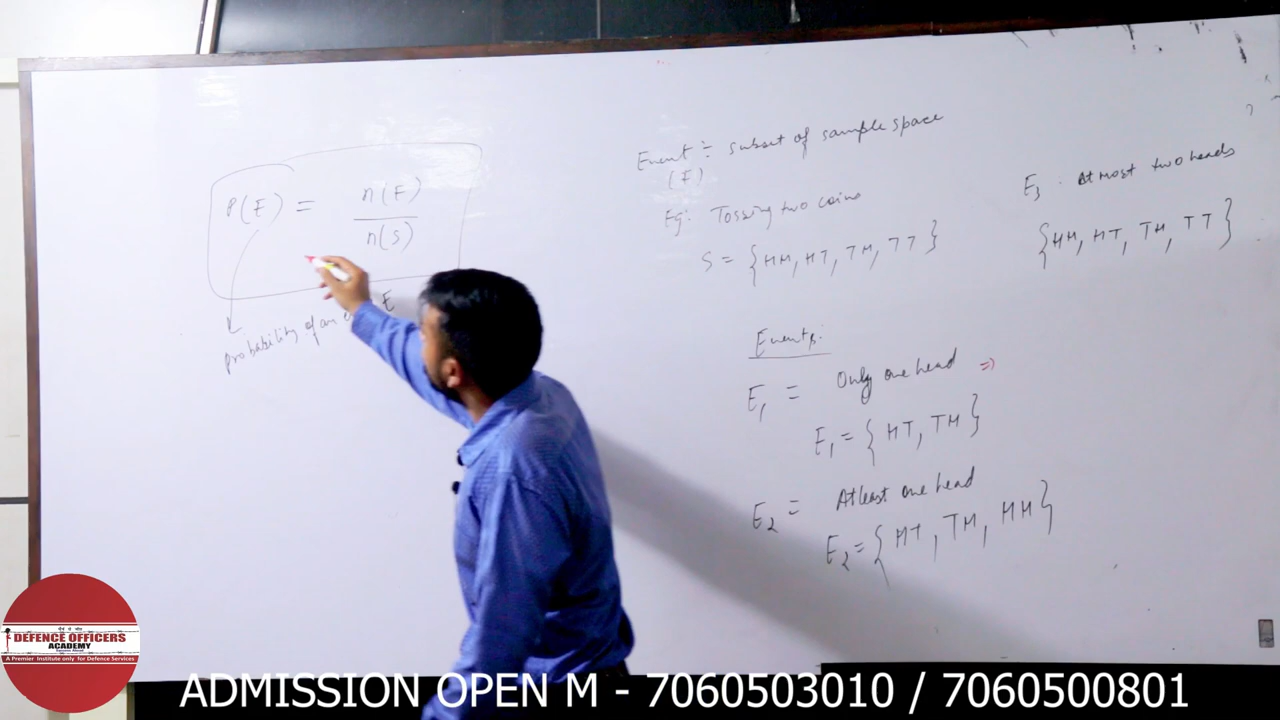 P(E) = n(E)
n(S)
probability of an E
Event :- subset of sample space
(E)
Eg: Tossing two coins
S = {HH, HT, TH, TT}
Events:
E1 = Only one head =>
E1 = {HT, TH}
E2 = Atleast one head
E2 = {HT, TH, HH}
E3 : At most two heads
{HH, HT, TH, TT}
DEFENCE OFFICERS
ACADEMY
A Premier Institute only for Defence Services
ADMISSION OPEN M - 7060503010 / 7060500801